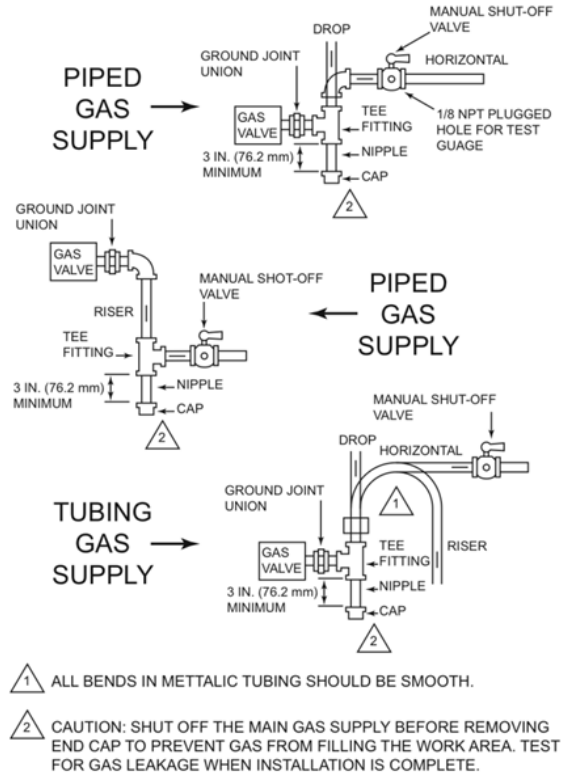 MANUAL SHUT-OFF
VALVE
DROP
GROUND JOINT
UNION
HORIZONTAL
PIPED
GAS
SUPPLY
GAS
VALVE
TEE
FITTING
1/8 NPT PLUGGED
HOLE FOR TEST
GUAGE
3 IN. (76.2 mm)
MINIMUM
NIPPLE
CAP
2
GROUND JOINT
UNION
GAS
VALVE
MANUAL SHOT-OFF
VALVE
RISER
PIPED
GAS
SUPPLY
TEE
FITTING
3 IN. (76.2 mm)
MINIMUM
NIPPLE
CAP
2
MANUAL SHUT-OFF
VALVE
DROP
HORIZONTAL
GROUND JOINT
UNION
1
TUBING
GAS
SUPPLY
GAS
VALVE
TEE
FITTING
RISER
3 IN. (76.2 mm)
MINIMUM
NIPPLE
CAP
2
1 ALL BENDS IN METTALIC TUBING SHOULD BE SMOOTH.
2 CAUTION: SHUT OFF THE MAIN GAS SUPPLY BEFORE REMOVING
END CAP TO PREVENT GAS FROM FILLING THE WORK AREA. TEST
FOR GAS LEAKAGE WHEN INSTALLATION IS COMPLETE.